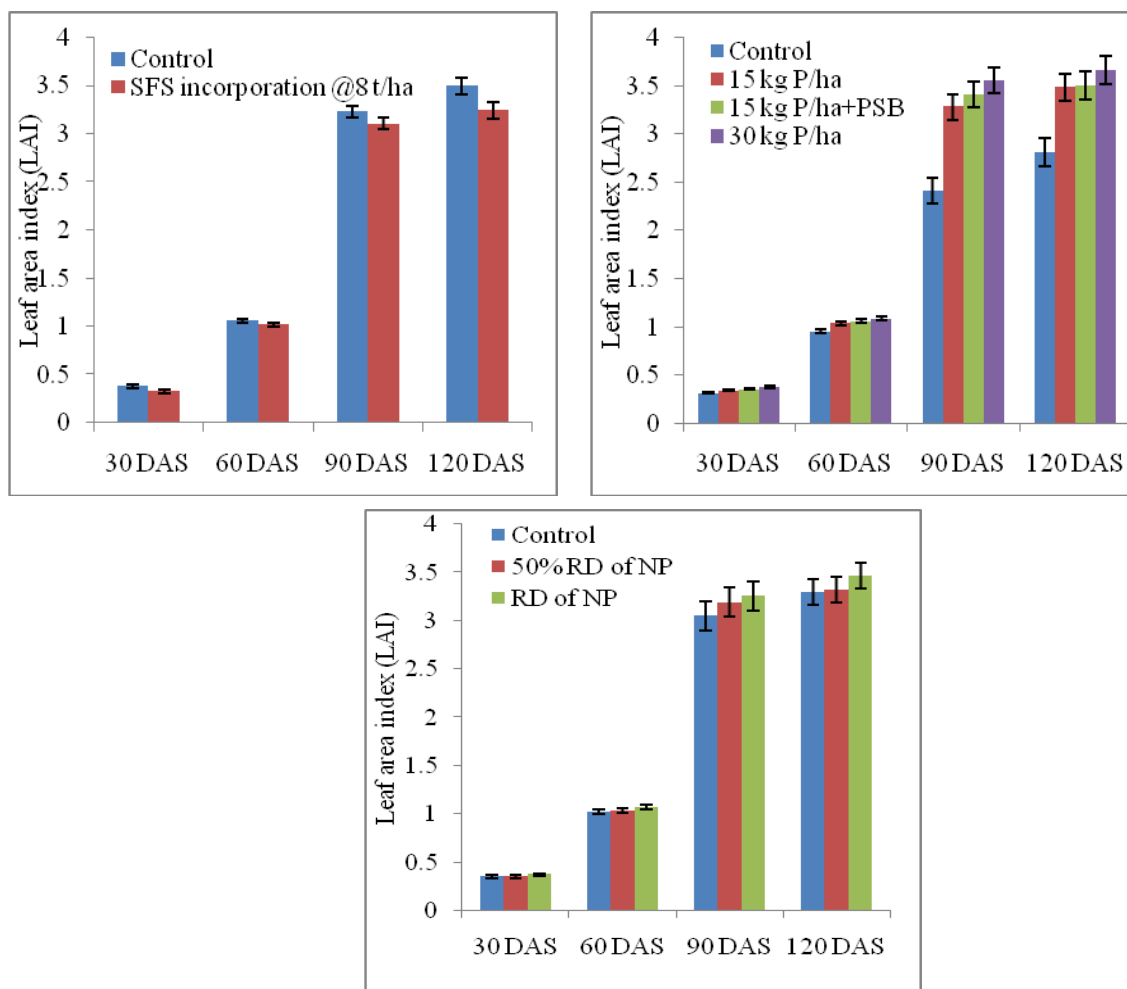 4
3.5
3
2.5
2
1.5
1
0.5
0
Leaf area index (LAI)
Control
SFS incorporation @8 t/ha
30 DAS 60 DAS 90 DAS 120 DAS
4
3.5
3
2.5
2
1.5
1
0.5
0
Leaf area index (LAI)
Control
15 kg P/ha
15 kg P/ha+PSB
30 kg P/ha
30 DAS 60 DAS 90 DAS 120 DAS
4
3.5
3
2.5
2
1.5
1
0.5
0
Leaf area index (LAI)
Control
50% RD of NP
RD of NP
30 DAS 60 DAS 90 DAS 120 DAS